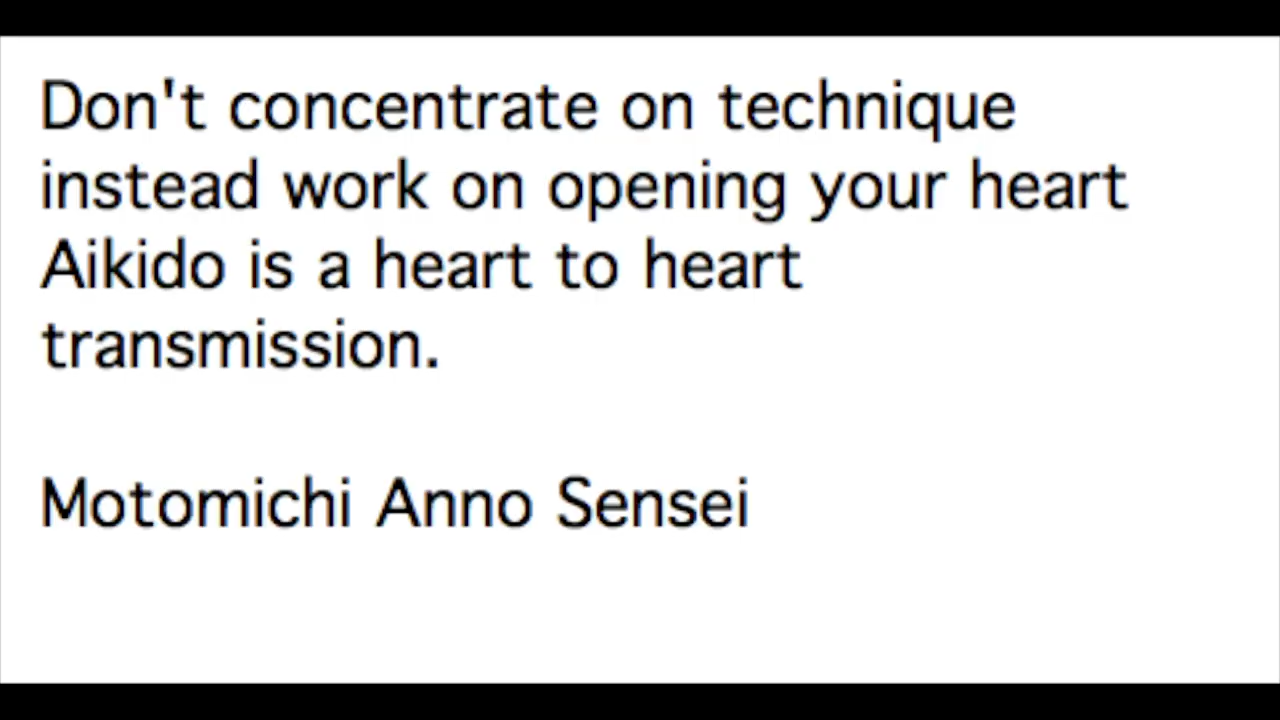 Don't concentrate on technique
instead work on opening your heart
Aikido is a heart to heart
transmission.
Motomichi Anno Sensei